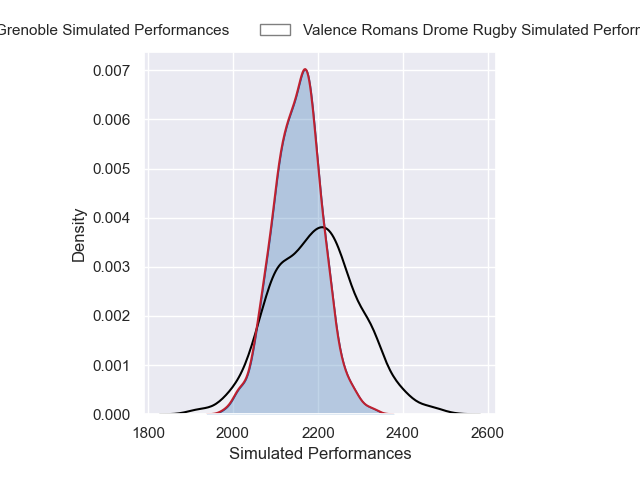 Grenoble Simulated Performances Valence Romans Drome Rugby Simulated
0.007
0.006
0.005
0.004
0.003
0.002
0.001
0.000
Density
1800 2000 2200 2400 2600
Simulated Performances